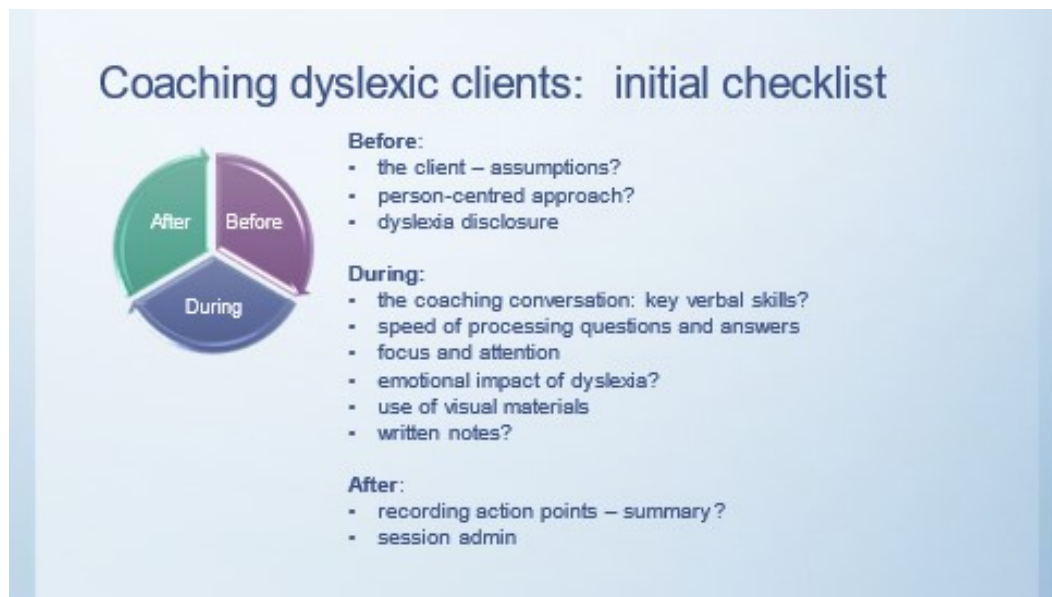 Coaching dyslexic clients: initial checklist
After
Before
During
Before:
▪ the client – assumptions?
▪ person-centred approach?
▪ dyslexia disclosure
During:
▪ the coaching conversation: key verbal skills?
▪ speed of processing questions and answers
▪ focus and attention
▪ emotional impact of dyslexia?
▪ use of visual materials
▪ written notes?
After:
▪ recording action points – summary?
▪ session admin